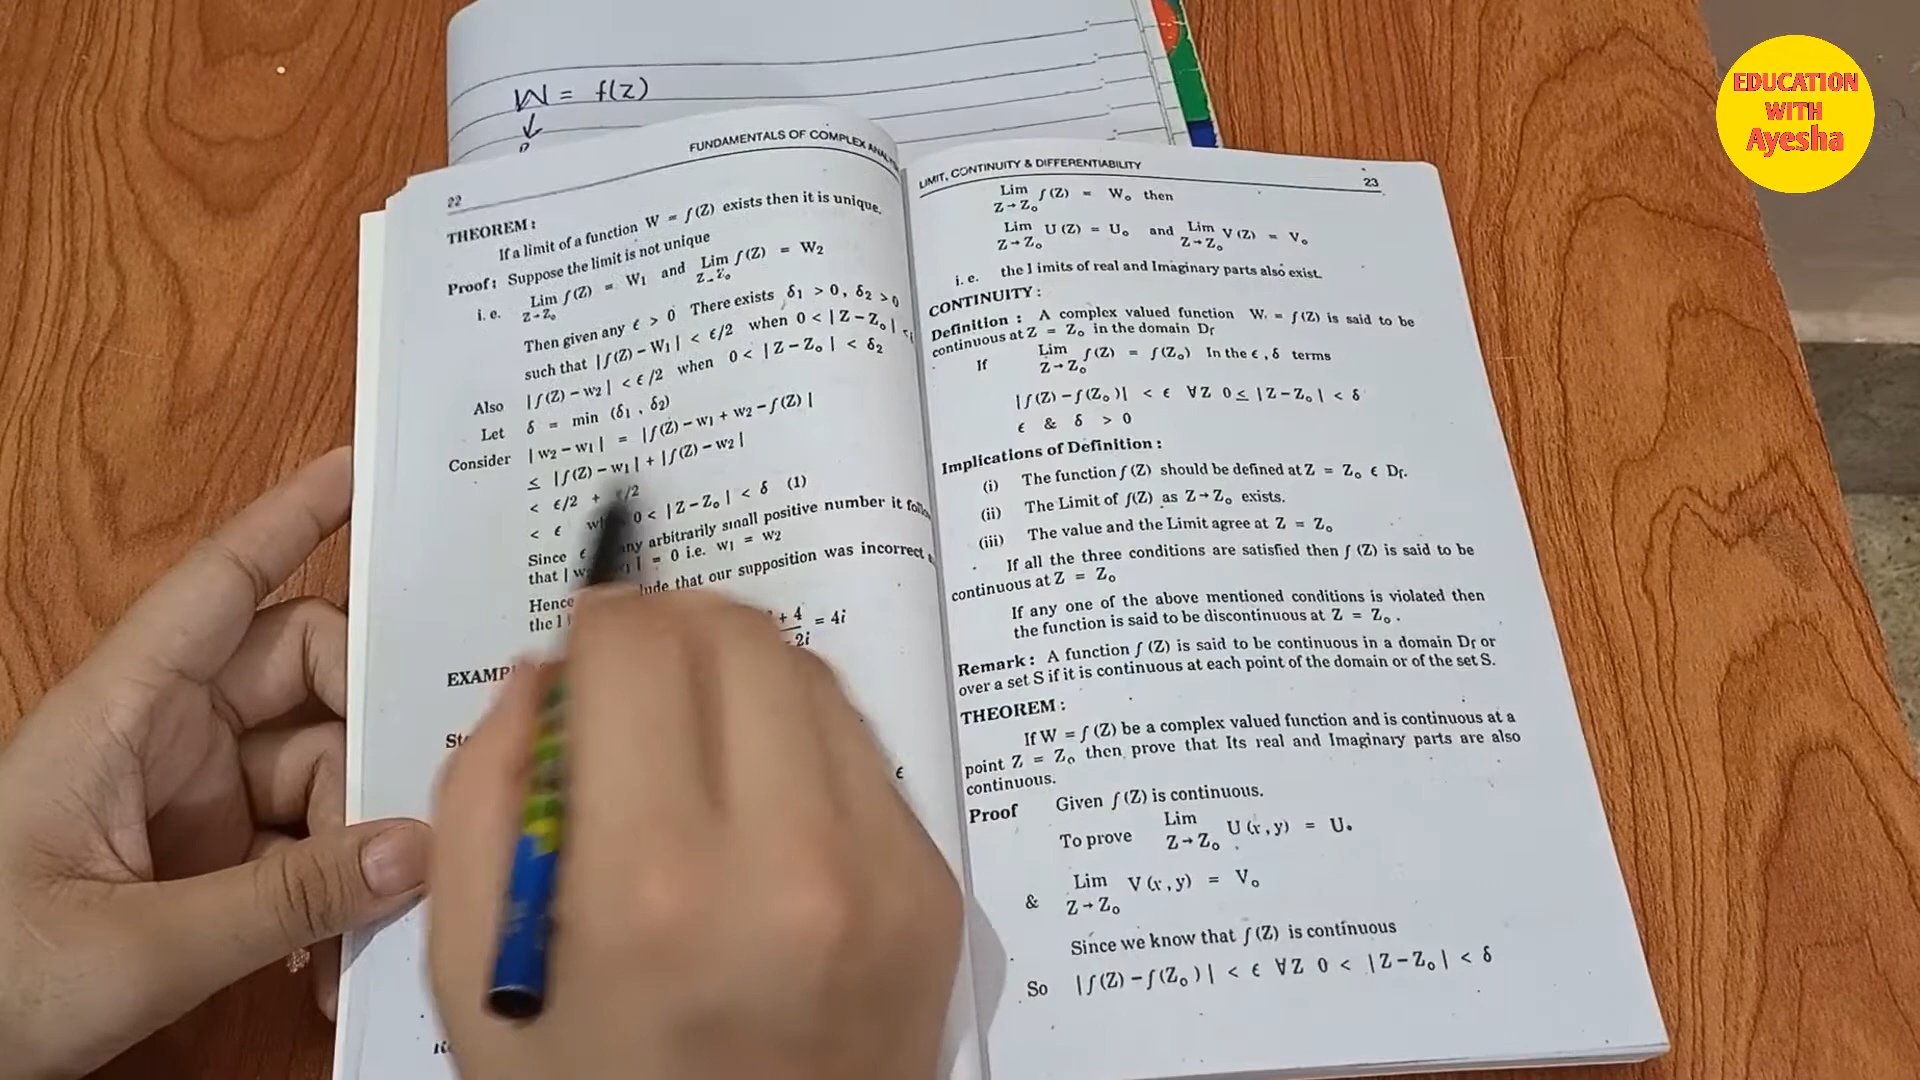 W = f(z)
EDUCATION
WITH
Ayesha
22
FUNDAMENTALS OF COMPLEX
THEOREM :
If a limit of a function W = f(Z) exists then it is unique.
Proof : Suppose the limit is not unique
i. e. Lim f(Z) = W₁ and Lim f(Z) = W₂
Z→Z₀ Z→Z₀
Then given any ϵ > 0 There exists δ₁ > 0, δ₂ > 0
such that |f(Z) – W₁| < ϵ/2 when 0 < | Z – Z₀ | <
Also |f(Z) – w₂| < ϵ/2 when 0 < | Z – Z₀ | < δ₂
Let δ = min (δ₁ , δ₂)
Consider | w₂ – w₁ | = |f(Z) – w₁ + w₂ – f(Z) |
≤ |f(Z) – w₁ | + |f(Z) – w₂ |
< ϵ/2 + ϵ/2
< ϵ 0 < | Z – Z₀ | < δ (1)
Since ϵ any arbitrarily small positive number it
that | = 0 i.e. w₁ = w₂
Hence that our supposition was incorrect
+ 4 = 4i
2i
ϵ
LIMIT, CONTINUITY & DIFFERENTIABILITY
23
Lim f(Z) = W₀ then
Z→Z₀
Lim U (Z) = U₀ and Lim V (Z) = V₀
Z→Z₀ Z→Z₀
i. e. the l imits of real and Imaginary parts also exist.
CONTINUITY :
Definition : A complex valued function W. = f(Z) is said to be
continuous at Z = Z₀ in the domain Df
If Lim f(Z) = f(Z₀) In the ϵ , δ terms
Z→Z₀
|f(Z) – f(Z₀)| < ϵ ∀ Z 0 ≤ | Z – Z₀ | < δ
ϵ & δ > 0
Implications of Definition :
(i) The function f (Z) should be defined at Z = Z₀ ϵ Df.
(ii) The Limit of f(Z) as Z→Z₀ exists.
(iii) The value and the Limit agree at Z = Z₀
If all the three conditions are satisfied then f (Z) is said to be
continuous at Z = Z₀
If any one of the above mentioned conditions is violated then
the function is said to be discontinuous at Z = Z₀ .
Remark : A function f (Z) is said to be continuous in a domain Df or
over a set S if it is continuous at each point of the domain or of the set S.
THEOREM :
If W = f (Z) be a complex valued function and is continuous at a
point Z = Z₀ then prove that Its real and Imaginary parts are also
continuous.
Proof Given f (Z) is continuous.
To prove Lim U (x , y) = U₀
Z→Z₀
& Lim V (x , y) = V₀
Z→Z₀
Since we know that f (Z) is continuous
So |f (Z) – f (Z₀ ) | < ϵ ∀ Z 0 < | Z – Z₀ | < δ